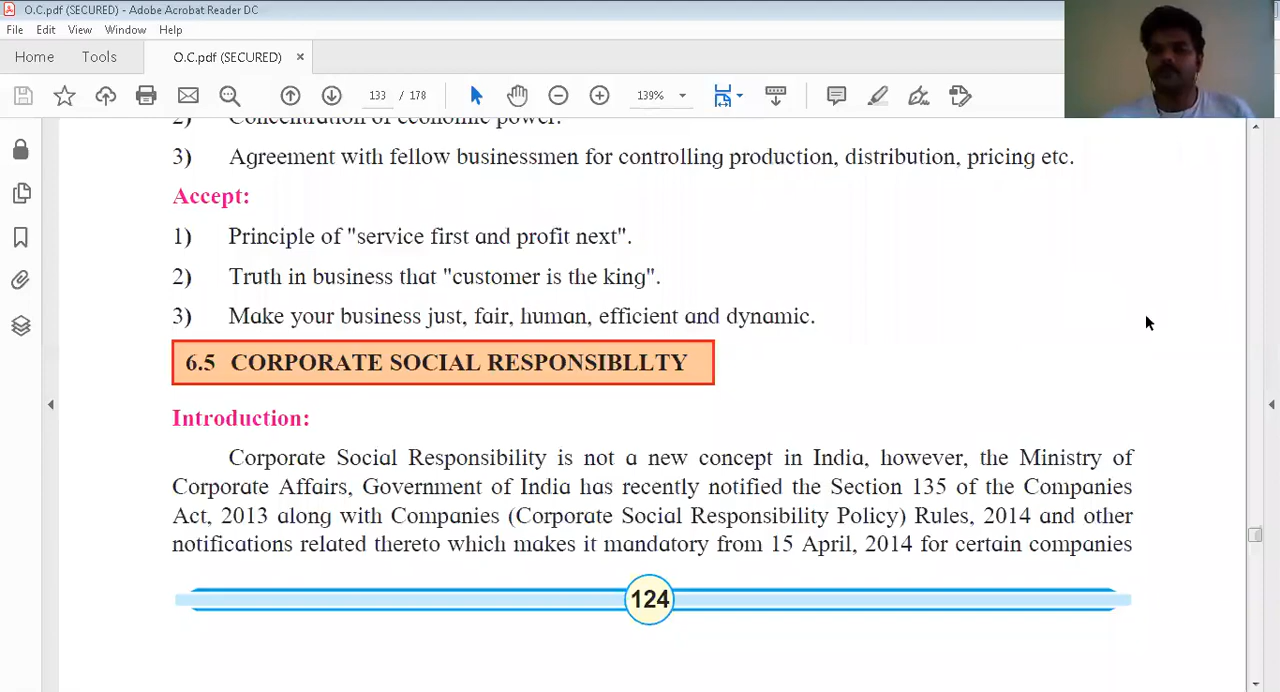 O.C.pdf (SECURED) - Adobe Acrobat Reader DC
File Edit View Window Help
Home Tools O.C.pdf (SECURED) ×
133 / 178 139%
2) Concentration of economic power.
3) Agreement with fellow businessmen for controlling production, distribution, pricing etc.
Accept:
1) Principle of "service first and profit next".
2) Truth in business that "customer is the king".
3) Make your business just, fair, human, efficient and dynamic.
6.5 CORPORATE SOCIAL RESPONSIBLLTY
Introduction:
Corporate Social Responsibility is not a new concept in India, however, the Ministry of
Corporate Affairs, Government of India has recently notified the Section 135 of the Companies
Act, 2013 along with Companies (Corporate Social Responsibility Policy) Rules, 2014 and other
notifications related thereto which makes it mandatory from 15 April, 2014 for certain companies
124